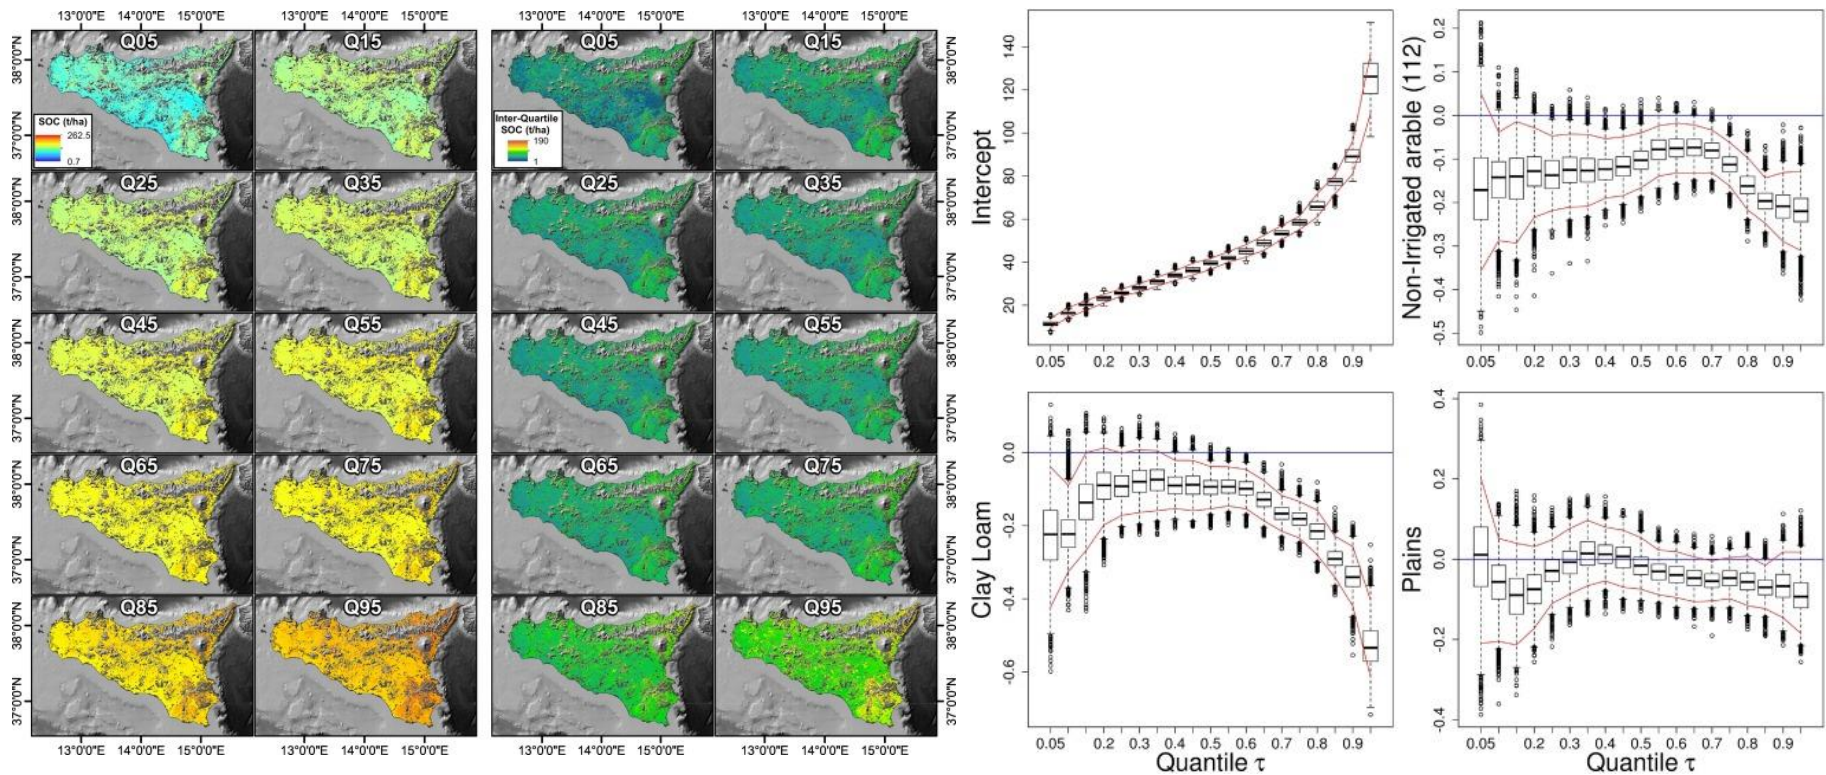 13°0'0"E 14°0'0"E 15°0'0"E 13°0'0"E 14°0'0"E 15°0'0"E 13°0'0"E 14°0'0"E 15°0'0"E 13°0'0"E 14°0'0"E 15°0'0"E
Q05 Q15 Q05 Q15
38°0'0"N 38°0'0"N
SOC (t/ha)
262.5
0.7
Inter-Quartile
SOC (t/ha)
190
1
37°0'0"N 37°0'0"N
Q25 Q35 Q25 Q35
38°0'0"N 38°0'0"N
37°0'0"N 37°0'0"N
Q45 Q55 Q45 Q55
38°0'0"N 38°0'0"N
37°0'0"N 37°0'0"N
Q65 Q75 Q65 Q75
38°0'0"N 38°0'0"N
37°0'0"N 37°0'0"N
Q85 Q95 Q85 Q95
38°0'0"N 38°0'0"N
37°0'0"N 37°0'0"N
13°0'0"E 14°0'0"E 15°0'0"E 13°0'0"E 14°0'0"E 15°0'0"E 13°0'0"E 14°0'0"E 15°0'0"E 13°0'0"E 14°0'0"E 15°0'0"E
Intercept
140
120
100
80
60
40
20
0.05 0.2 0.3 0.4 0.5 0.6 0.7 0.8 0.9
Non-Irrigated arable (112)
0.2
0.1
0.0
-0.1
-0.2
-0.3
-0.4
-0.5
0.05 0.2 0.3 0.4 0.5 0.6 0.7 0.8 0.9
Clay Loam
0.0
-0.2
-0.4
-0.6
0.05 0.2 0.3 0.4 0.5 0.6 0.7 0.8 0.9
Quantile τ
Plains
0.4
0.2
0.0
-0.2
-0.4
0.05 0.2 0.3 0.4 0.5 0.6 0.7 0.8 0.9
Quantile τ